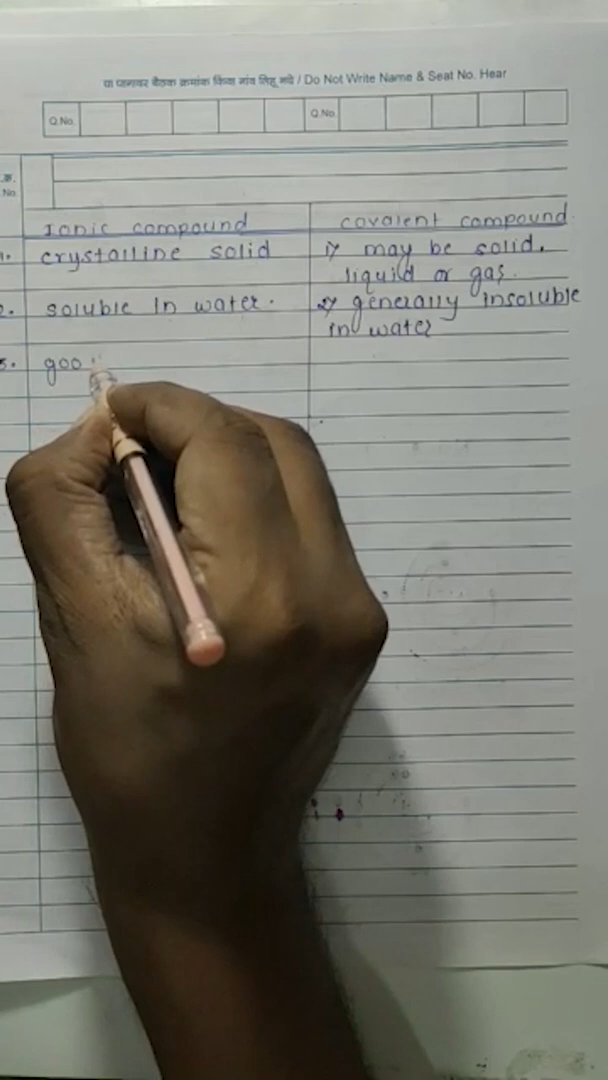 या पानावर बैठक क्रमांक किंवा नांव लिहू नये / Do Not Write Name & Seat No. Hear
Q.No. Q.No.
.क्र.
No.
Ionic compound covalent compound.
1. crystalline solid 1) may be solid.
liquid or gas.
2. soluble in water. 2) generally insoluble
in water
3. goo